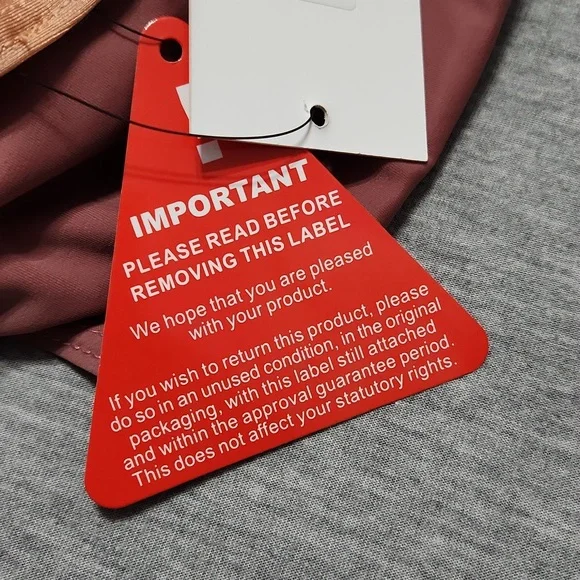 IMPORTANT
PLEASE READ BEFORE
REMOVING THIS LABEL
We hope that you are pleased
with your product.
If you wish to return this product, please
do so in an unused condition, in the original
packaging, with this label still attached
and within the approval guarantee period.
This does not affect your statutory rights.